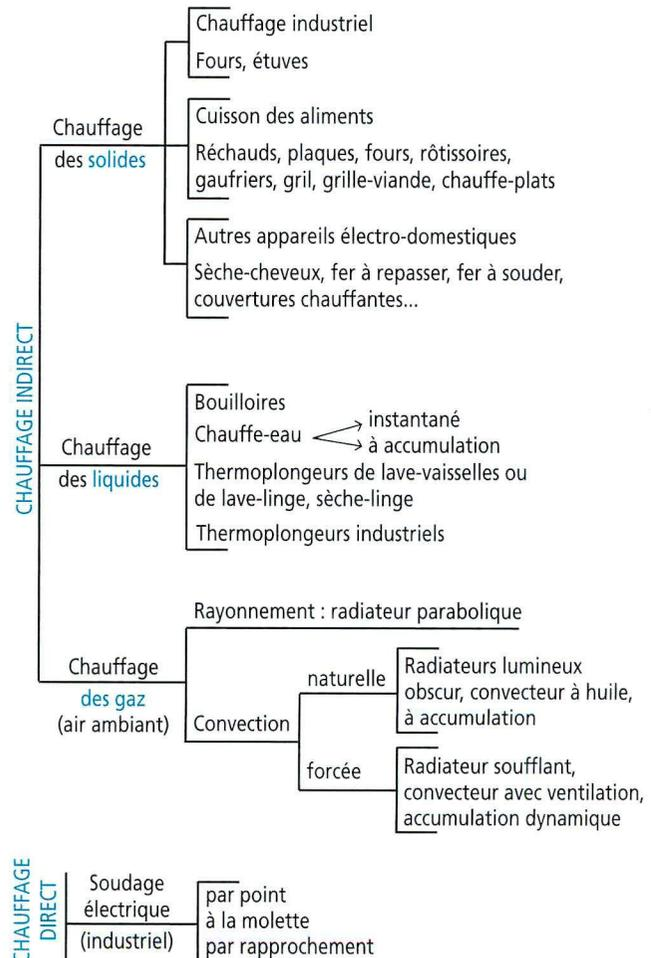 CHAUFFAGE INDIRECT
Chauffage
des solides
Chauffage industriel
Fours, étuves
Cuisson des aliments
Réchauds, plaques, fours, rôtissoires,
gaufriers, gril, grille-viande, chauffe-plats
Autres appareils électro-domestiques
Sèche-cheveux, fer à repasser, fer à souder,
couvertures chauffantes...
Chauffage
des liquides
Bouilloires
Chauffe-eau
instantané
à accumulation
Thermoplongeurs de lave-vaisselles ou
de lave-linge, sèche-linge
Thermoplongeurs industriels
Chauffage
des gaz
(air ambiant)
Rayonnement : radiateur parabolique
Convection
naturelle
Radiateurs lumineux
obscur, convecteur à huile,
à accumulation
forcée
Radiateur soufflant,
convecteur avec ventilation,
accumulation dynamique
CHAUFFAGE
DIRECT
Soudage
électrique
(industriel)
par point
à la molette
par rapprochement